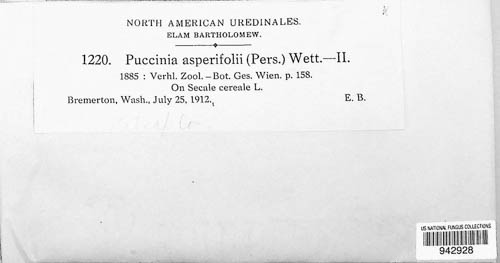 NORTH AMERICAN UREDINALES.
ELAM BARTHOLOMEW.
1220. Puccinia asperifolii (Pers.) Wett.—II.
1885 : Verhl. Zool.–Bot. Ges. Wien. p. 158.
On Secale cereale L.
Bremerton, Wash., July 25, 1912. E. B.
US NATIONAL FUNGUS COLLECTIONS
942928